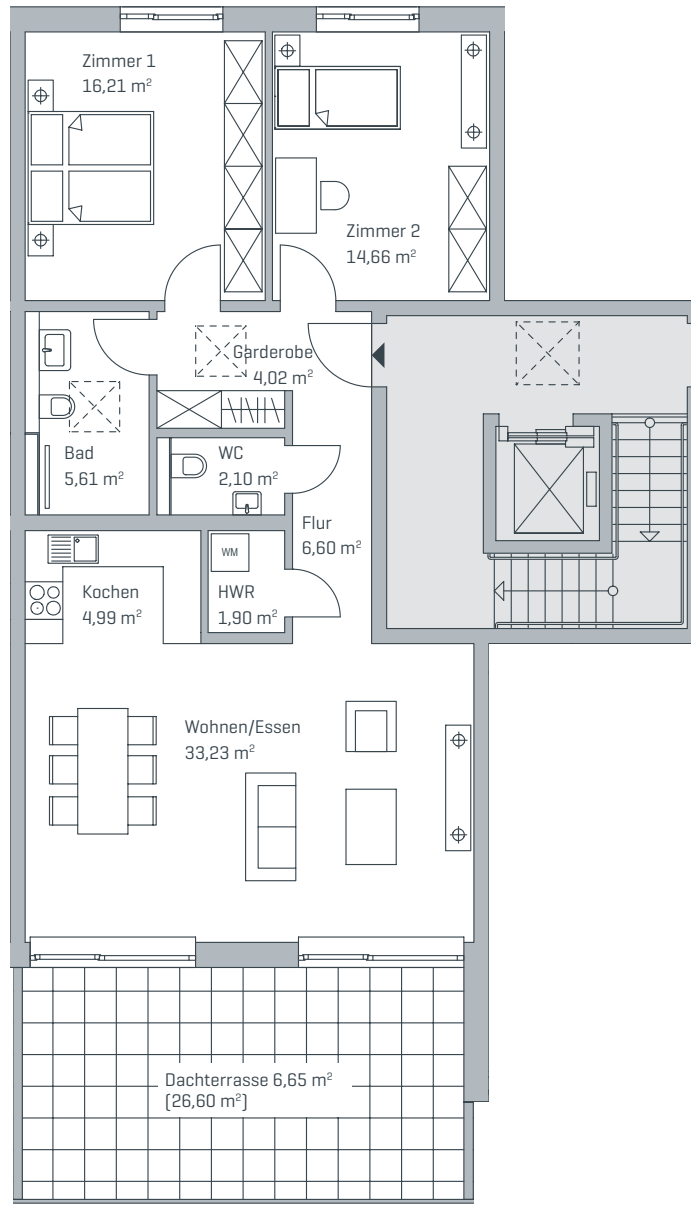 Zimmer 1
16,21 m²
Zimmer 2
14,66 m²
Garderobe
4,02 m²
Bad
5,61 m²
WC
2,10 m²
Flur
6,60 m²
WM
Kochen
4,99 m²
HWR
1,90 m²
Wohnen/Essen
33,23 m²
Dachterrasse 6,65 m²
(26,60 m²)